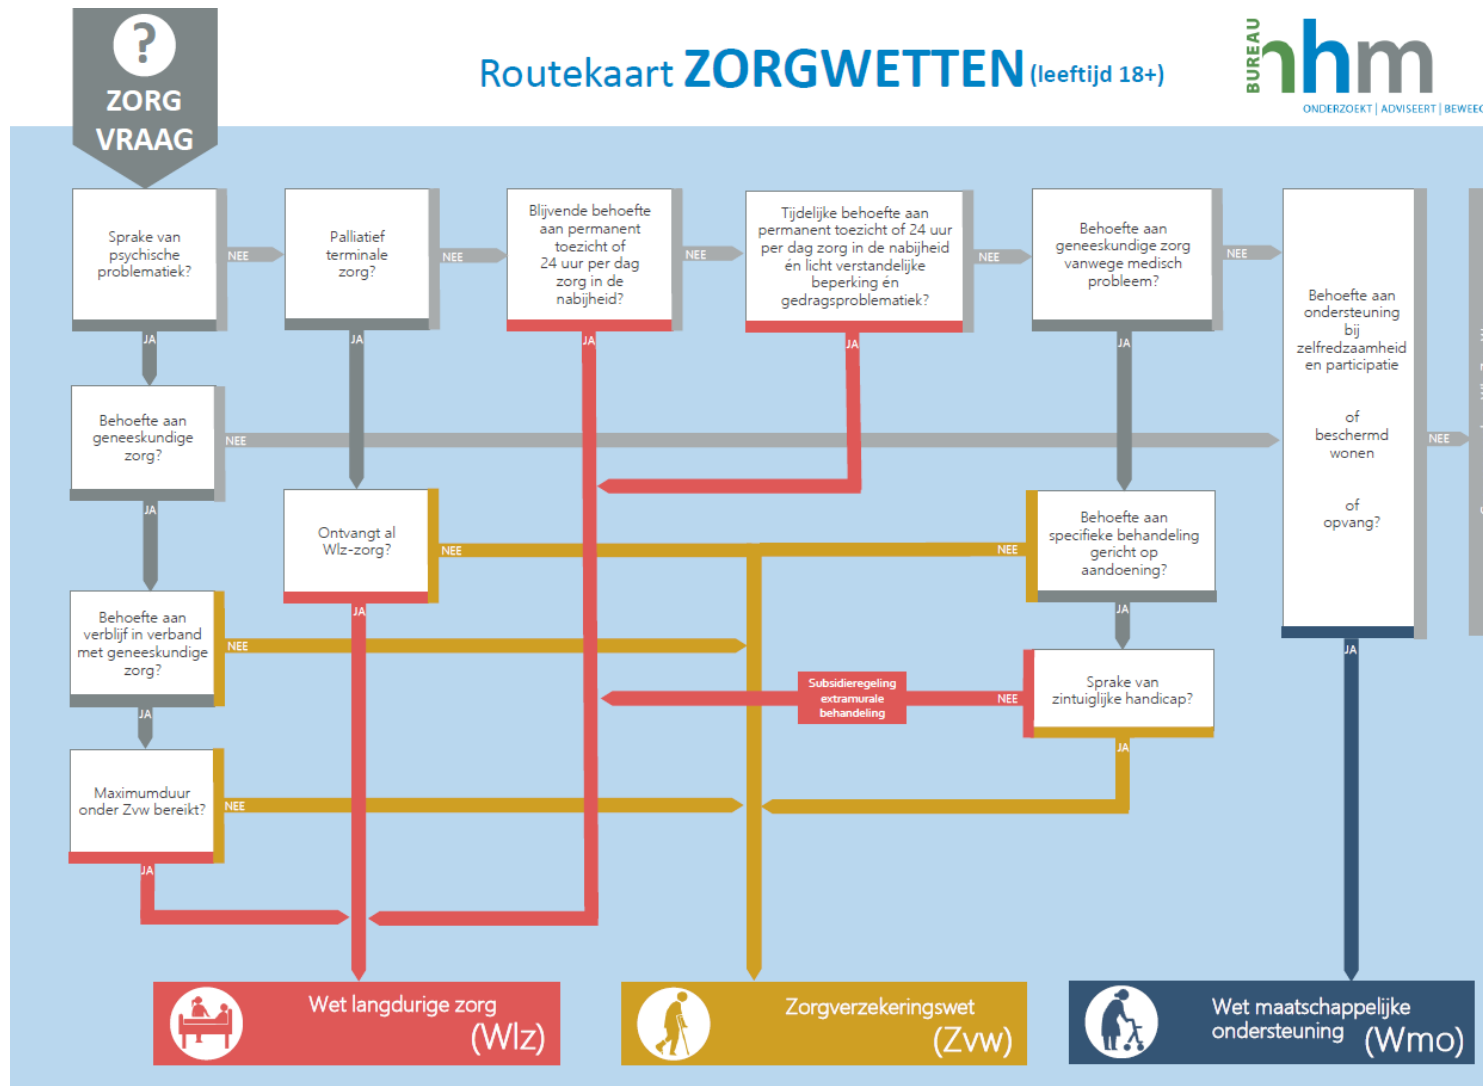 ?
ZORG
VRAAG
Routekaart ZORGWETTEN (leeftijd 18+)
BUREAU
nhm
ONDERZOEKT | ADVISEERT | BEWEEG
Sprake van
psychische
problematiek?
NEE
JA
Palliatief
terminale
zorg?
NEE
JA
Blijvende behoefte
aan permanent
toezicht of
24 uur per dag
zorg in de
nabijheid?
NEE
JA
Tijdelijke behoefte aan
permanent toezicht of 24 uur
per dag zorg in de nabijheid
én licht verstandelijke
beperking én
gedragsproblematiek?
NEE
JA
Behoefte aan
geneeskundige zorg
vanwege medisch
probleem?
NEE
JA
Behoefte aan
ondersteuning
bij
zelfredzaamheid
en participatie
of
beschermd
wonen
of
opvang?
NEE
JA
Behoefte aan
geneeskundige
zorg?
NEE
JA
Ontvangt al
Wlz-zorg?
NEE
JA
Behoefte aan
specifieke behandeling
gericht op
aandoening?
NEE
JA
Behoefte aan
verblijf in verband
met geneeskundige
zorg?
NEE
JA
Sprake van
zintuiglijke handicap?
NEE
JA
Subsidieregeling
extramurale
behandeling
Maximumduur
onder Zvw bereikt?
NEE
JA
Wet langdurige zorg
(Wlz)
Zorgverzekeringswet
(Zvw)
Wet maatschappelijke
ondersteuning (Wmo)